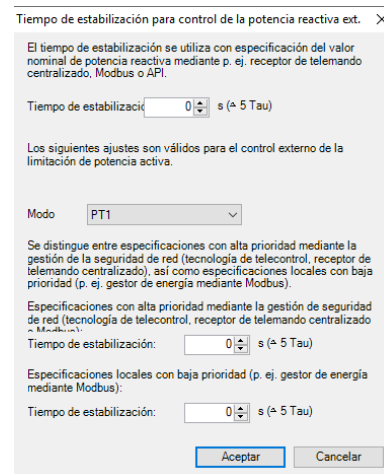 Tiempo de estabilización para control de la potencia reactiva ext. ×
El tiempo de estabilización se utiliza con especificación del valor
nominal de potencia reactiva mediante p. ej. receptor de telemando
centralizado, Modbus o API.
Tiempo de estabilizació 0 s (≙ 5 Tau)
Los siguientes ajustes son válidos para el control externo de la
limitación de potencia activa.
Modo PT1
Se distingue entre especificaciones con alta prioridad mediante la
gestión de la seguridad de red (tecnología de telecontrol, receptor de
telemando centralizado), así como especificaciones locales con baja
prioridad (p. ej. gestor de energía mediante Modbus).
Especificaciones con alta prioridad mediante la gestión de seguridad
de red (tecnología de telecontrol, receptor de telemando centralizado
o Modbus):
Tiempo de estabilización: 0 s (≙ 5 Tau)
Especificaciones locales con baja prioridad (p. ej. gestor de energía
mediante Modbus):
Tiempo de estabilización: 0 s (≙ 5 Tau)
Aceptar Cancelar